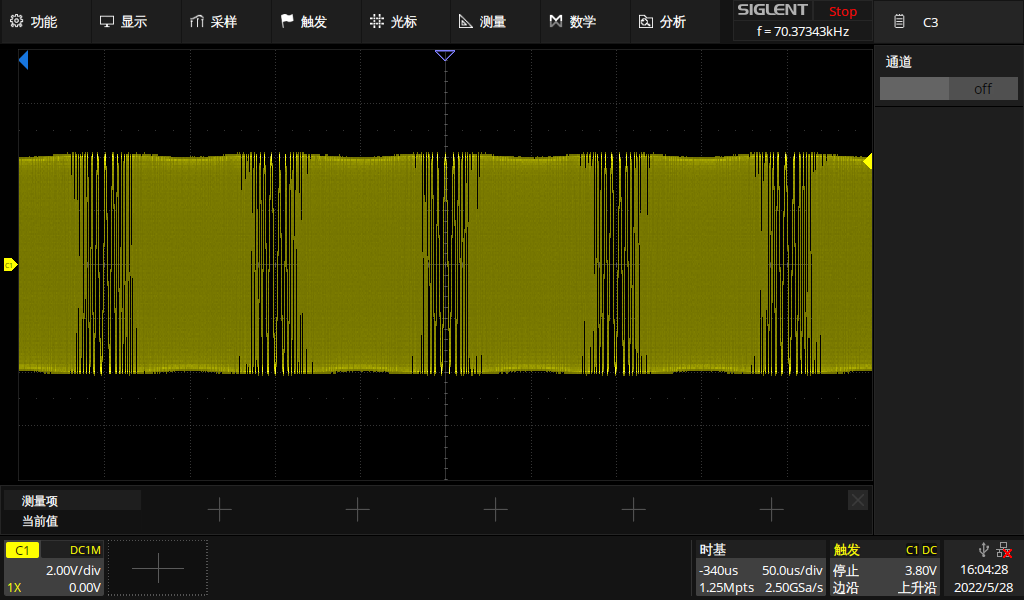 功能 显示 采样 触发 光标 测量 数学 分析 SIGLENT Stop C3
f = 70.37343kHz
通道
off
C1
测量项
当前值
C1 DC1M 时基 触发 C1 DC
2.00V/div -340us 50.0us/div 停止 3.80V 16:04:28
1X 0.00V 1.25Mpts 2.50GSa/s 边沿 上升沿 2022/5/28